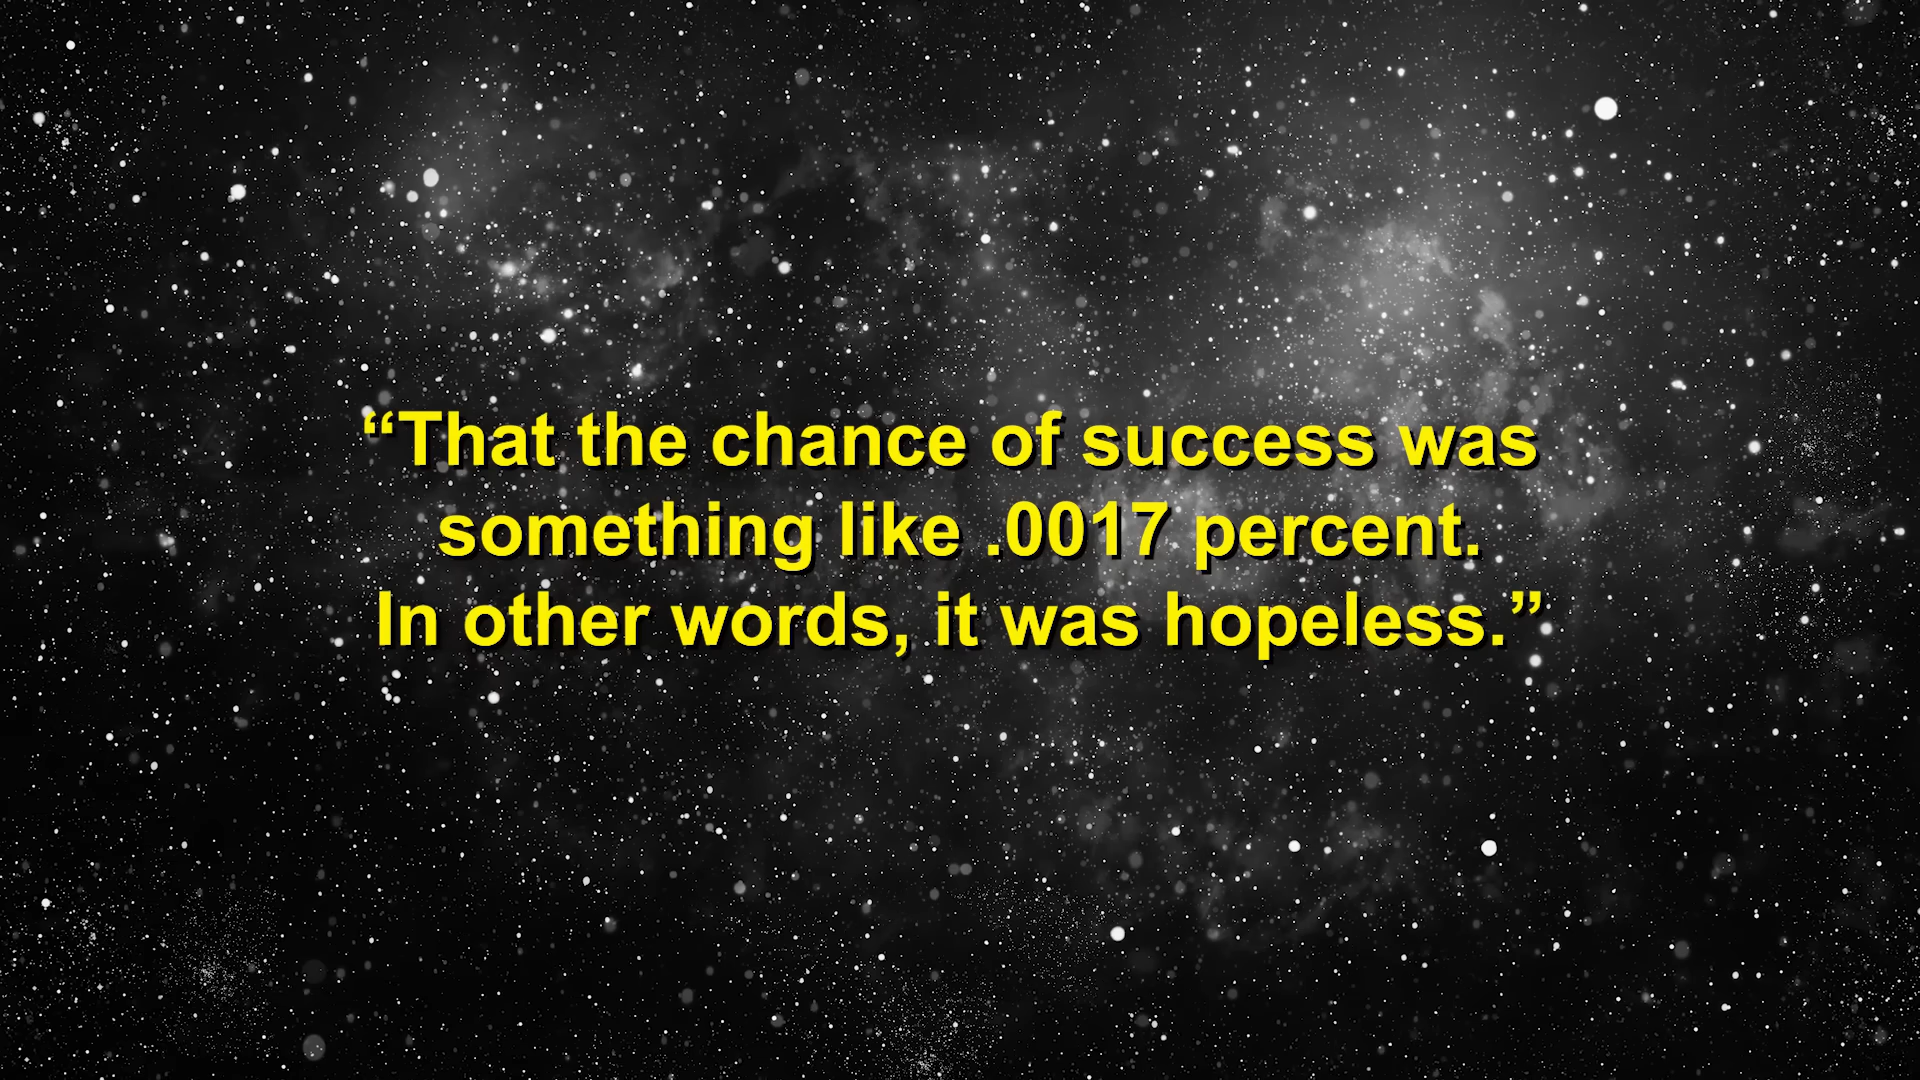 “That the chance of success was
something like .0017 percent.
In other words, it was hopeless.”